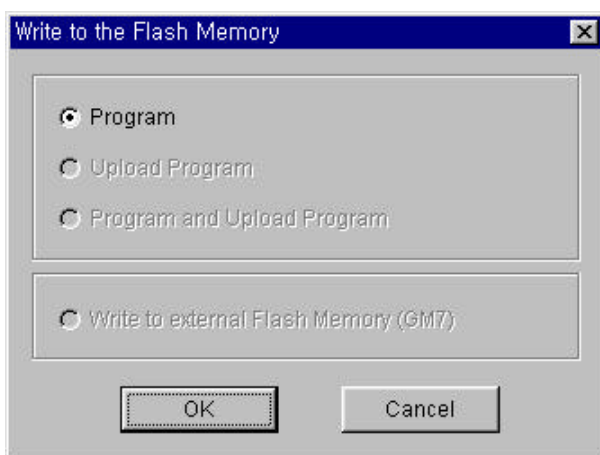 Write to the Flash Memory
Program
Upload Program
Program and Upload Program
Write to external Flash Memory (GM7)
OK Cancel